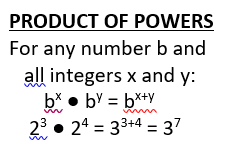 PRODUCT OF POWERS
For any number b and
all integers x and y:
bˣ ● bʸ = bˣ⁺ʸ
2³ ● 2⁴ = 3³⁺⁴ = 3⁷